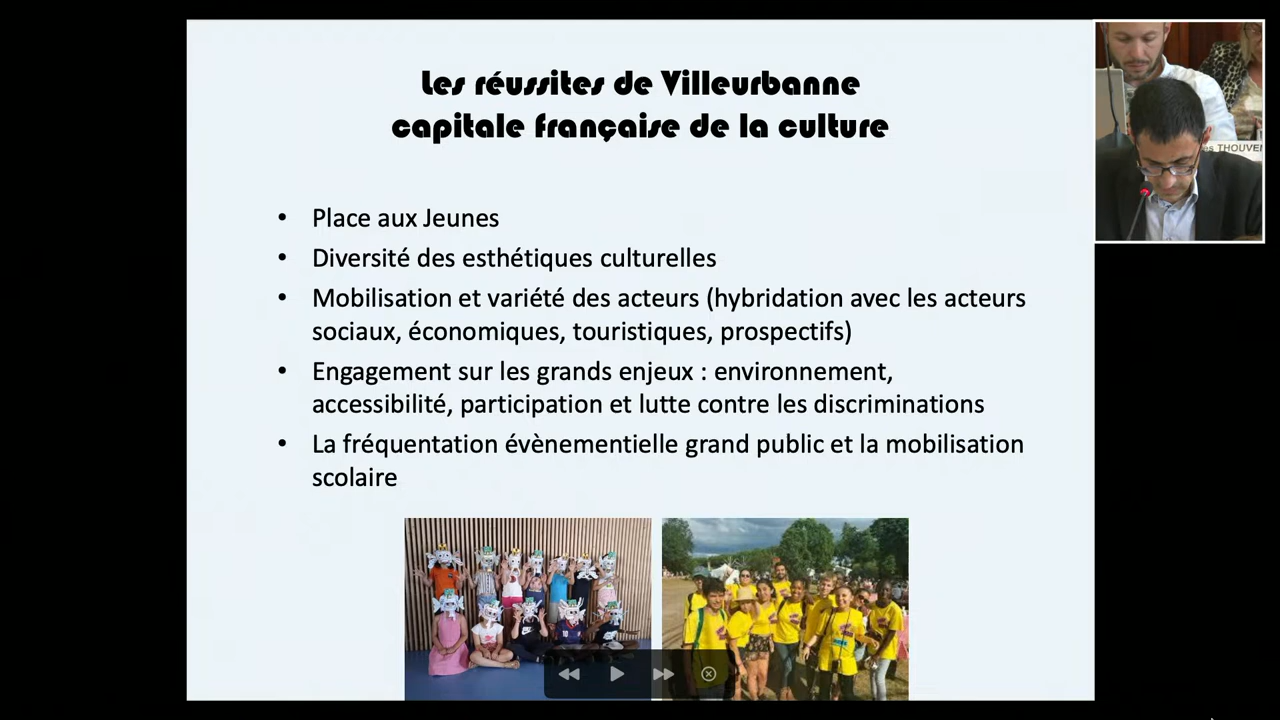 Les réussites de Villeurbanne
capitale française de la culture
• Place aux Jeunes
• Diversité des esthétiques culturelles
• Mobilisation et variété des acteurs (hybridation avec les acteurs
sociaux, économiques, touristiques, prospectifs)
• Engagement sur les grands enjeux : environnement,
accessibilité, participation et lutte contre les discriminations
• La fréquentation évènementielle grand public et la mobilisation
scolaire
THOUVE
10